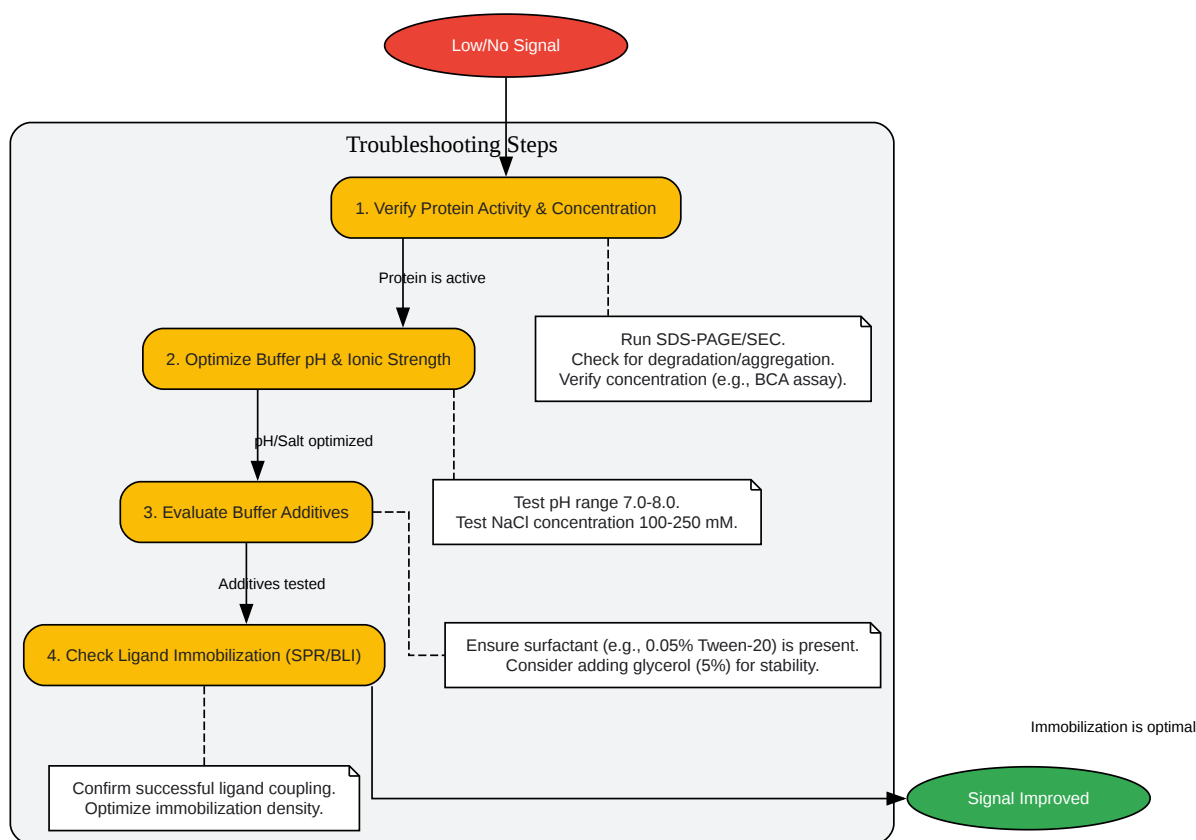 Low/No Signal
Troubleshooting Steps
1. Verify Protein Activity & Concentration
Protein is active
Run SDS-PAGE/SEC.
Check for degradation/aggregation.
Verify concentration (e.g., BCA assay).
2. Optimize Buffer pH & Ionic Strength
pH/Salt optimized
Test pH range 7.0-8.0.
Test NaCl concentration 100-250 mM.
3. Evaluate Buffer Additives
Additives tested
Ensure surfactant (e.g., 0.05% Tween-20) is present.
Consider adding glycerol (5%) for stability.
4. Check Ligand Immobilization (SPR/BLI)
Immobilization is optimal
Confirm successful ligand coupling.
Optimize immobilization density.
Signal Improved